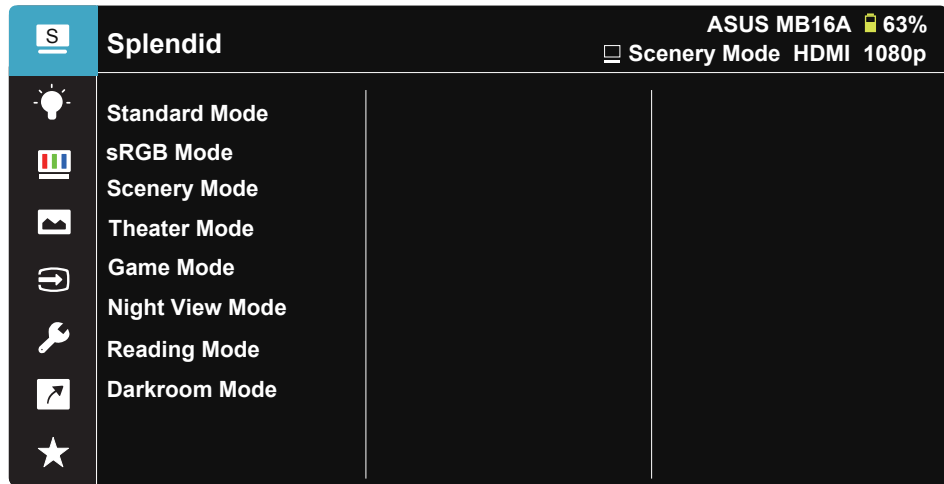 S
Splendid
ASUS MB16A 63%
Scenery Mode HDMI 1080p
Standard Mode
sRGB Mode
Scenery Mode
Theater Mode
Game Mode
Night View Mode
Reading Mode
Darkroom Mode